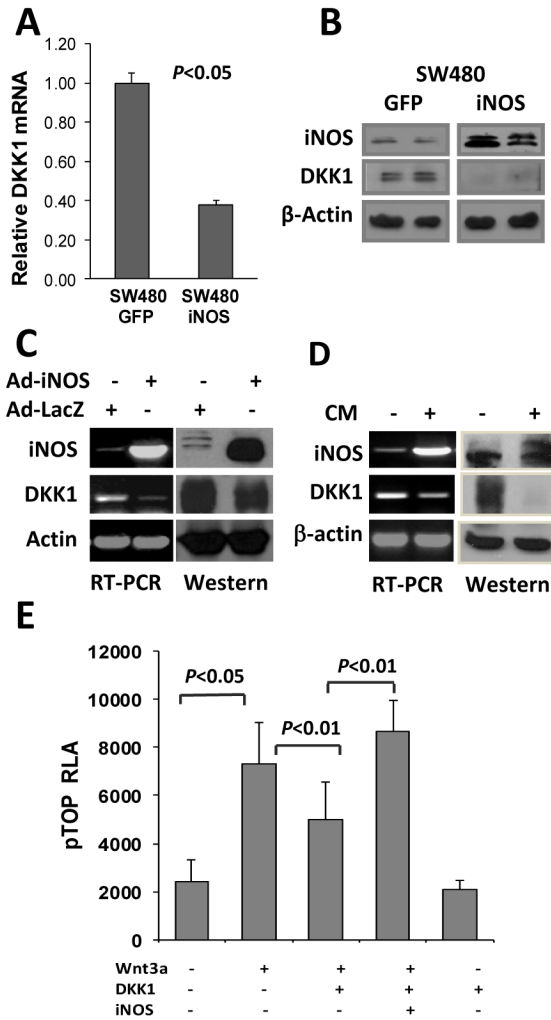 A
Relative DKK1 mRNA
1.20
1.00
0.80
0.60
0.40
0.20
0.00
P<0.05
SW480 GFP
SW480 iNOS
B
SW480
GFP iNOS
iNOS
DKK1
β-Actin
C
Ad-iNOS - + - +
Ad-LacZ + - + -
iNOS
DKK1
Actin
RT-PCR Western
D
CM - + - +
iNOS
DKK1
β-actin
RT-PCR Western
E
pTOP RLA
12000
10000
8000
6000
4000
2000
0
P<0.05
P<0.01
P<0.01
Wnt3a - + + + -
DKK1 - - + + +
iNOS - - +